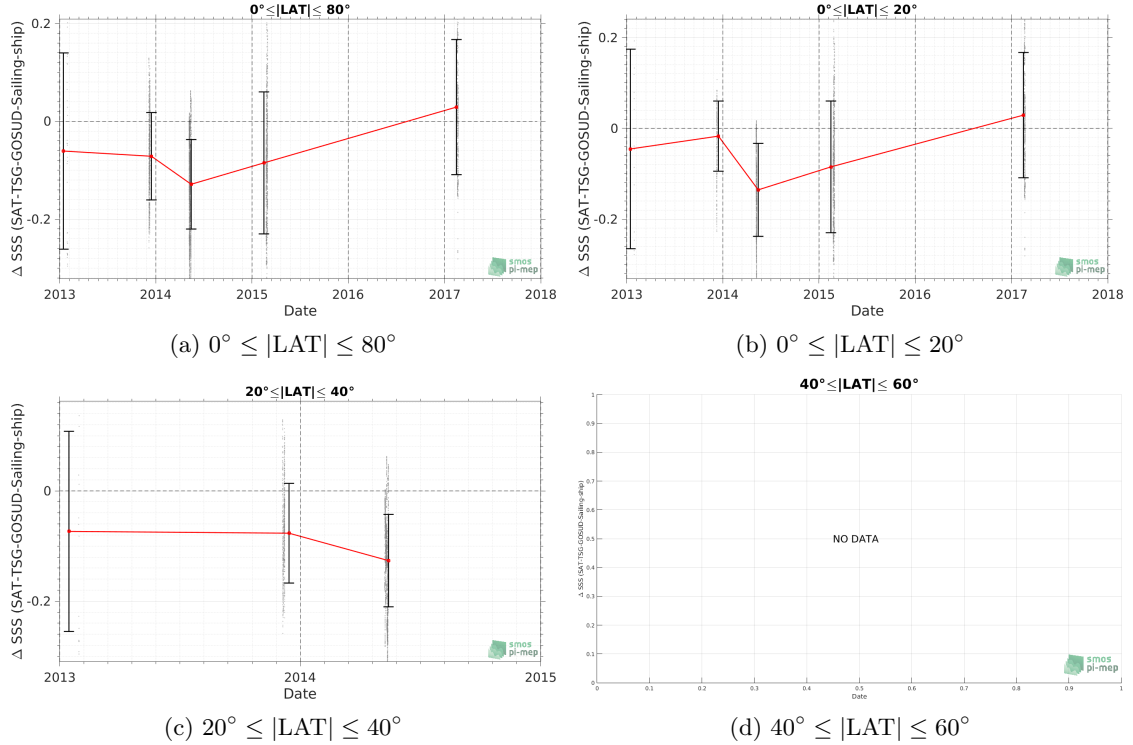 0°≤|LAT|≤ 80°
Δ SSS (SAT-TSG-GOSUD-Sailing-ship)
0.2
0
-0.2
2013 2014 2015 2016 2017 2018
Date
smos
pi-mep
(a) 0° ≤ |LAT| ≤ 80°
0°≤|LAT|≤ 20°
Δ SSS (SAT-TSG-GOSUD-Sailing-ship)
0.2
0
-0.2
2013 2014 2015 2016 2017 2018
Date
smos
pi-mep
(b) 0° ≤ |LAT| ≤ 20°
20°≤|LAT|≤ 40°
Δ SSS (SAT-TSG-GOSUD-Sailing-ship)
0
-0.2
2013 2014 2015
Date
smos
pi-mep
(c) 20° ≤ |LAT| ≤ 40°
40°≤|LAT|≤ 60°
Δ SSS (SAT-TSG-GOSUD-Sailing-ship)
1
0.9
0.8
0.7
0.6
0.5
0.4
0.3
0.2
0.1
0
NO DATA
0 0.1 0.2 0.3 0.4 0.5 0.6 0.7 0.8 0.9 1
Date
smos
pi-mep
(d) 40° ≤ |LAT| ≤ 60°